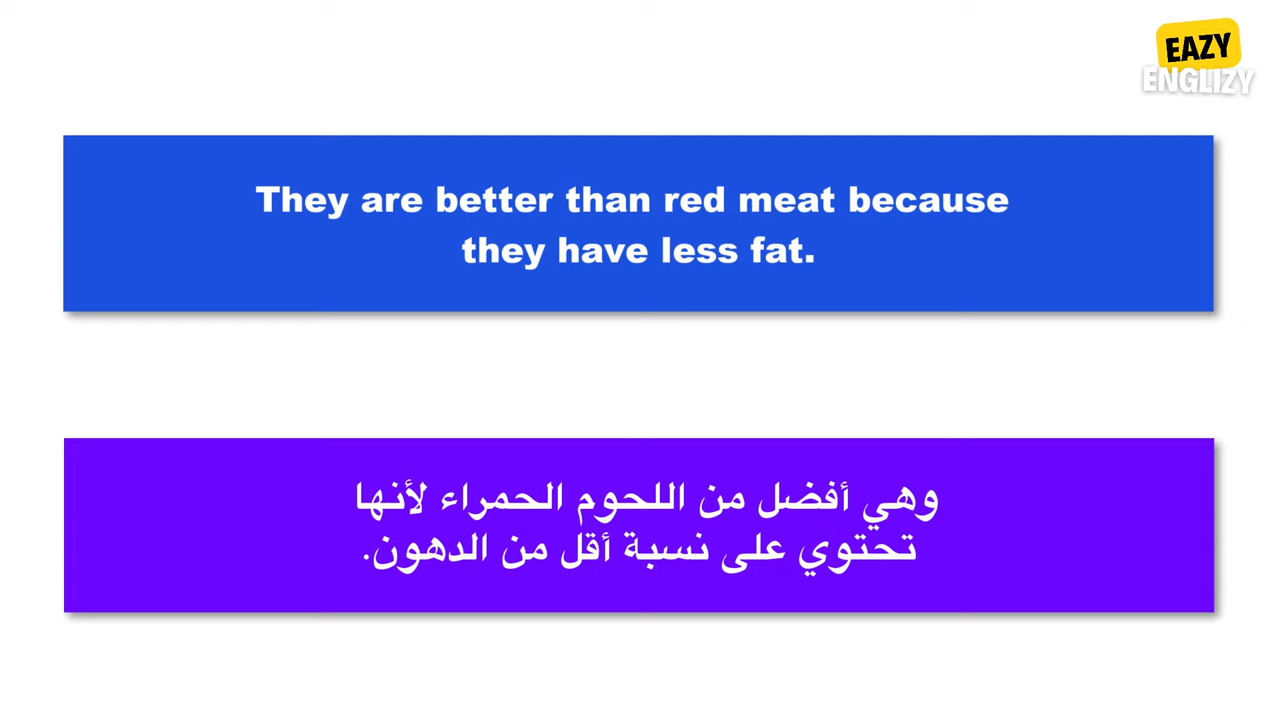 EAZY
ENGLIZY
They are better than red meat because
they have less fat.
وهي أفضل من اللحوم الحمراء لأنها
تحتوي على نسبة أقل من الدهون.